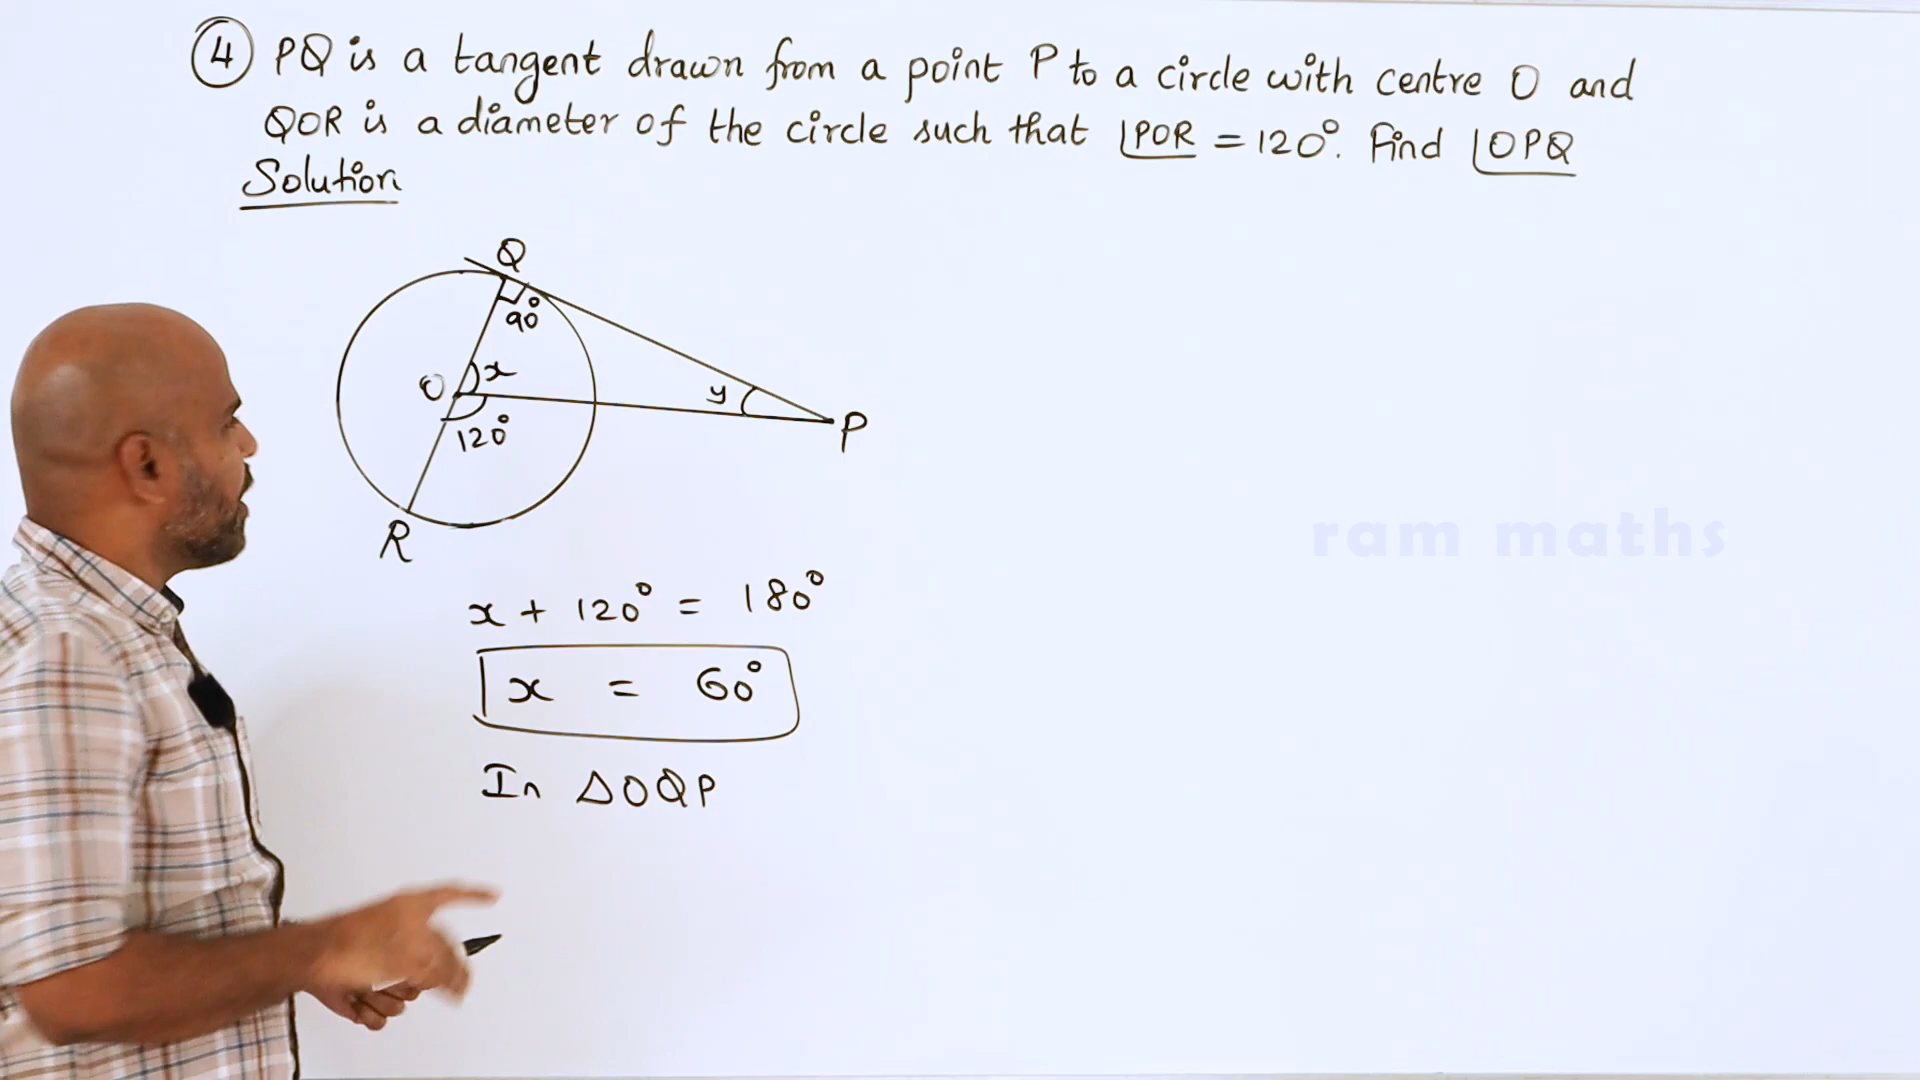 4 PQ is a tangent drawn from a point P to a circle with centre O and
QOR is a diameter of the circle such that ∠POR = 120°. Find ∠OPQ
Solution
Q
90°
O x
y
P
120°
R
x + 120° = 180°
x = 60°
In △OQP
ram maths